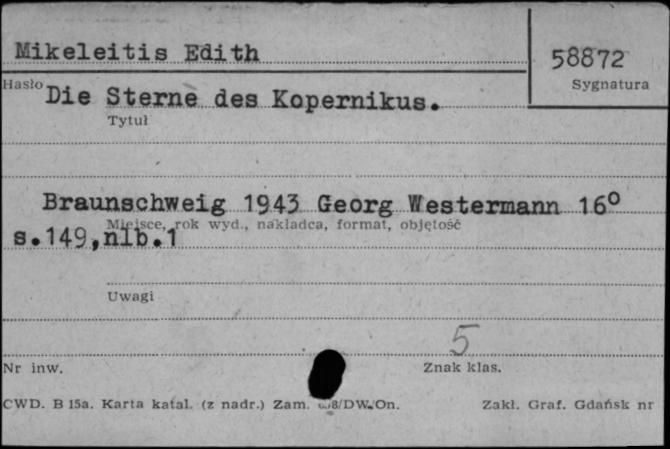 Mikeleitis Edith
58872
Hasło
Sygnatura
Die Sterne des Kopernikus.
Tytuł
Braunschweig 1943 Georg Westermann 16°
Miejsce, rok wyd., nakładca, format, objętość
s.149,nlb.1
Uwagi
5
Nr inw.
Znak klas.
CWD. B 15a. Karta katal. (z nadr.) Zam. /DW./On.
Zakł. Graf. Gdańsk nr